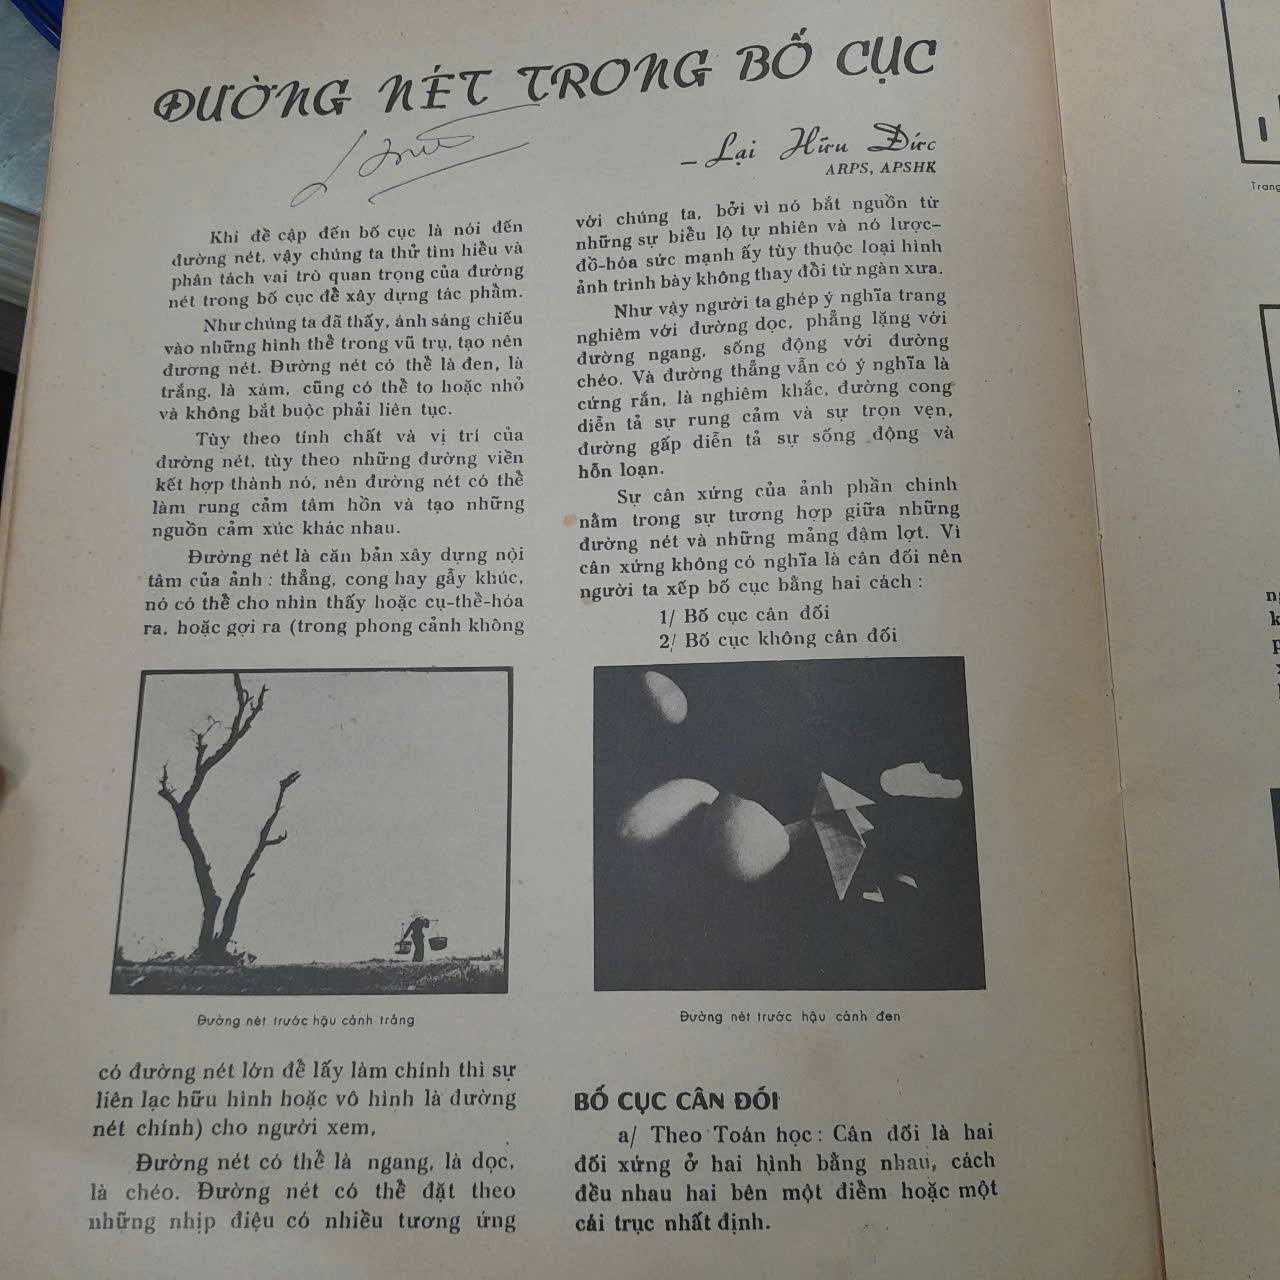 ĐƯỜNG NÉT TRONG BỐ CỤC
– Lại Hữu Đức
ARPS, APSHK
Khi đề cập đến bố cục là nói đến
đường nét, vậy chúng ta thử tìm hiểu và
phân tách vai trò quan trọng của đường
nét trong bố cục để xây dựng tác phẩm.
Như chúng ta đã thấy, ánh sáng chiếu
vào những hình thể trong vũ trụ, tạo nên
đương nét. Đường nét có thể là đen, là
trắng, là xám, cũng có thể to hoặc nhỏ
và không bắt buộc phải liên tục.
Tùy theo tính chất và vị trí của
đường nét, tùy theo những đường viền
kết hợp thành nó, nên đường nét có thể
làm rung cảm tâm hồn và tạo những
nguồn cảm xúc khác nhau.
Đường nét là căn bản xây dựng nội
tâm của ảnh : thẳng, cong hay gẫy khúc,
nó có thể cho nhìn thấy hoặc cụ-thể-hóa
ra, hoặc gợi ra (trong phong cảnh không
Đường nét trước hậu cảnh trắng
có đường nét lớn để lấy làm chính thì sự
liên lạc hữu hình hoặc vô hình là đường
nét chính) cho người xem,
Đường nét có thể là ngang, là dọc,
là chéo. Đường nét có thể đặt theo
những nhịp điệu có nhiều tương ứng
với chúng ta, bởi vì nó bắt nguồn từ
những sự biểu lộ tự nhiên và nó lược-
đồ-hóa sức mạnh ấy tùy thuộc loại hình
ảnh trình bày không thay đổi từ ngàn xưa.
Như vậy người ta ghép ý nghĩa trang
nghiêm với đường dọc, phẳng lặng với
đường ngang, sống động với đường
chéo. Và đường thẳng vẫn có ý nghĩa là
cứng rắn, là nghiêm khắc, đường cong
diễn tả sự rung cảm và sự trọn vẹn,
đường gấp diễn tả sự sống động và
hỗn loạn.
Sự cân xứng của ảnh phần chinh
nằm trong sự tương hợp giữa những
đường nét và những mảng đậm lợt. Vì
cân xứng không có nghĩa là cân đối nên
người ta xếp bố cục bằng hai cách :
1/ Bố cục cân đối
2/ Bố cục không cân đối
Đường nét trước hậu cảnh đen
BỐ CỤC CÂN ĐỐI
a/ Theo Toán học : Cân đối là hai
đối xứng ở hai hình bằng nhau, cách
đều nhau hai bên một điểm hoặc một
cái trục nhất định.
Trang